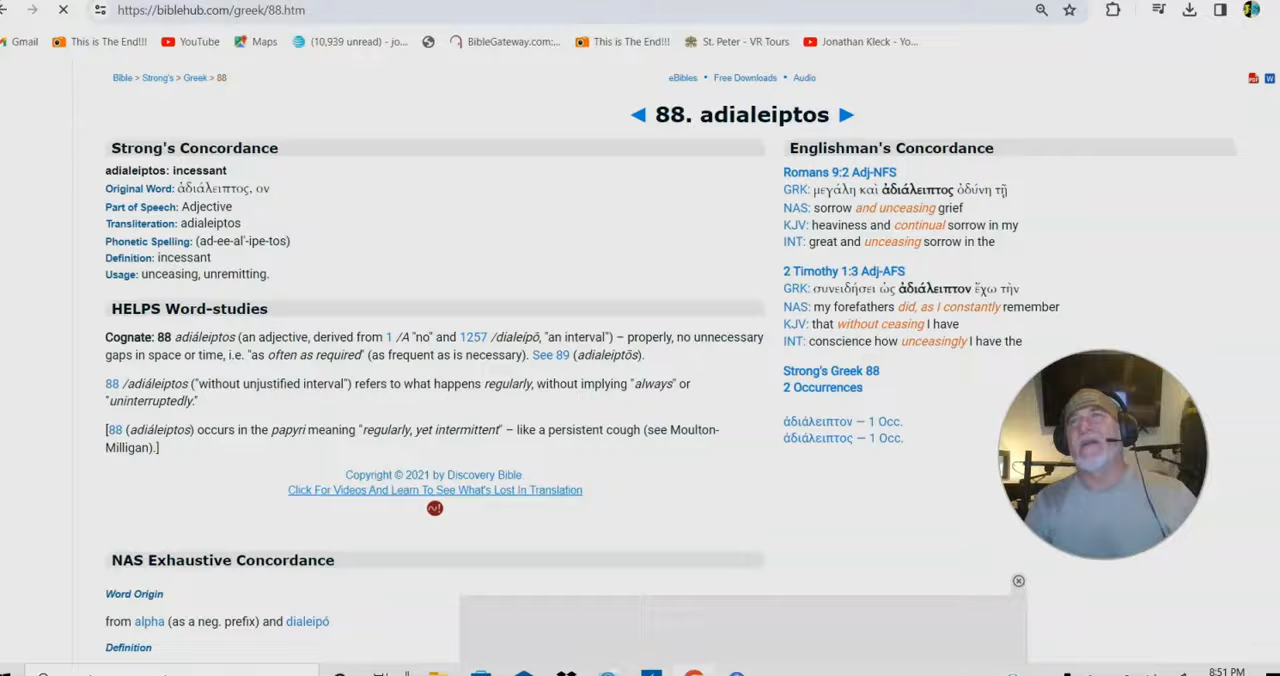 https://biblehub.com/greek/88.htm
Gmail This is The End!!! YouTube Maps (10,939 unread) - jo... BibleGateway.com:... This is The End!!! St. Peter - VR Tours Jonathan Kleck - Yo...
Bible > Strong's > Greek > 88
eBibles • Free Downloads • Audio
◄ 88. adialeiptos ►
Strong's Concordance
adialeiptos: incessant
Original Word: ἀδιάλειπτος, ον
Part of Speech: Adjective
Transliteration: adialeiptos
Phonetic Spelling: (ad-ee-al'-ipe-tos)
Definition: incessant
Usage: unceasing, unremitting.
HELPS Word-studies
Cognate: 88 adiáleiptos (an adjective, derived from 1 /A "no" and 1257 /dialeípō, "an interval") – properly, no unnecessary
gaps in space or time, i.e. "as often as required" (as frequent as is necessary). See 89 (adialeiptōs).
88 /adiáleiptos ("without unjustified interval") refers to what happens regularly, without implying "always" or
"uninterruptedly."
[88 (adiáleiptos) occurs in the papyri meaning "regularly, yet intermittent" – like a persistent cough (see Moulton-
Milligan).]
Copyright © 2021 by Discovery Bible
Click For Videos And Learn To See What's Lost In Translation
NAS Exhaustive Concordance
Word Origin
from alpha (as a neg. prefix) and dialeipó
Definition
Englishman's Concordance
Romans 9:2 Adj-NFS
GRK: μεγάλη καὶ ἀδιάλειπτος ὀδύνη τῇ
NAS: sorrow and unceasing grief
KJV: heaviness and continual sorrow in my
INT: great and unceasing sorrow in the
2 Timothy 1:3 Adj-AFS
GRK: συνειδήσει ὡς ἀδιάλειπτον ἔχω τὴν
NAS: my forefathers did, as I constantly remember
KJV: that without ceasing I have
INT: conscience how unceasingly I have the
Strong's Greek 88
2 Occurrences
ἀδιάλειπτον — 1 Occ.
ἀδιάλειπτος — 1 Occ.
8:51 PM